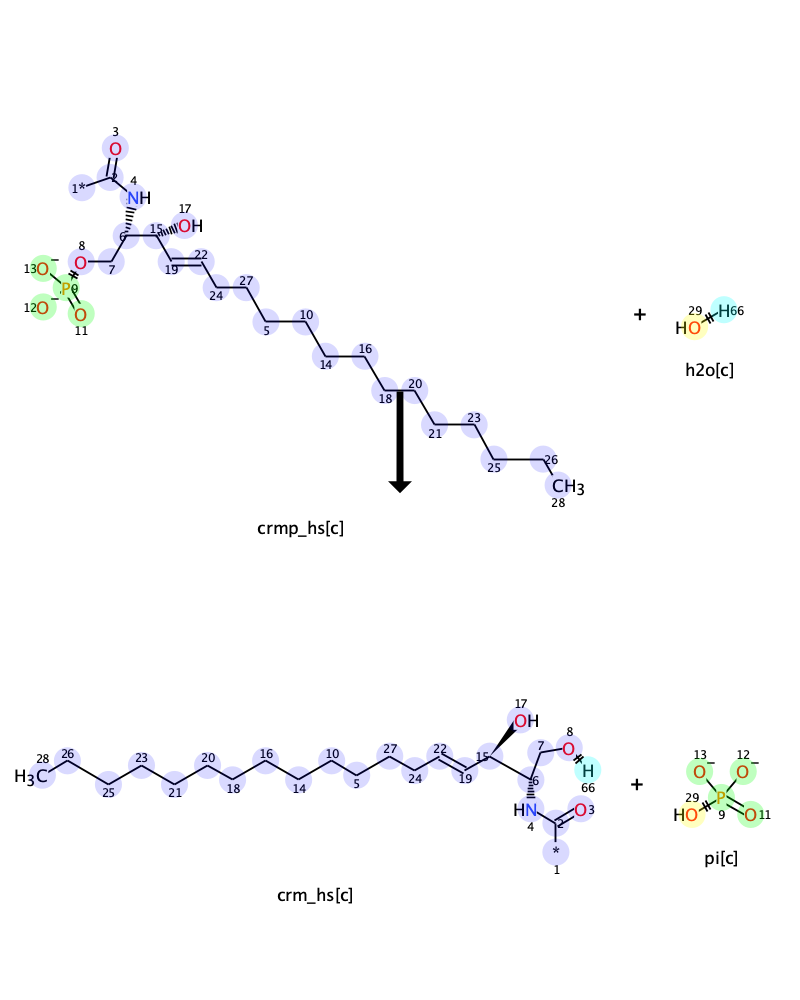 3
O
1* 2 4
NH
17
6 15 OH
8 22
13 O− O 7 19
P 9 24 27
12 O− O
11 5 10
14 16
18 20
21 23
25 26
CH3
28
+
29 H66
HO
h2o[c]
crmp_hs[c]
17
OH
28 26 23 20 16 10 27 22 15 7 8
H3C O
25 21 18 14 5 24 19 6 H
66
HN O 3
4 2
*
1
crm_hs[c]
+
13 12
O− O−
29 P
HO 9 O 11
pi[c]